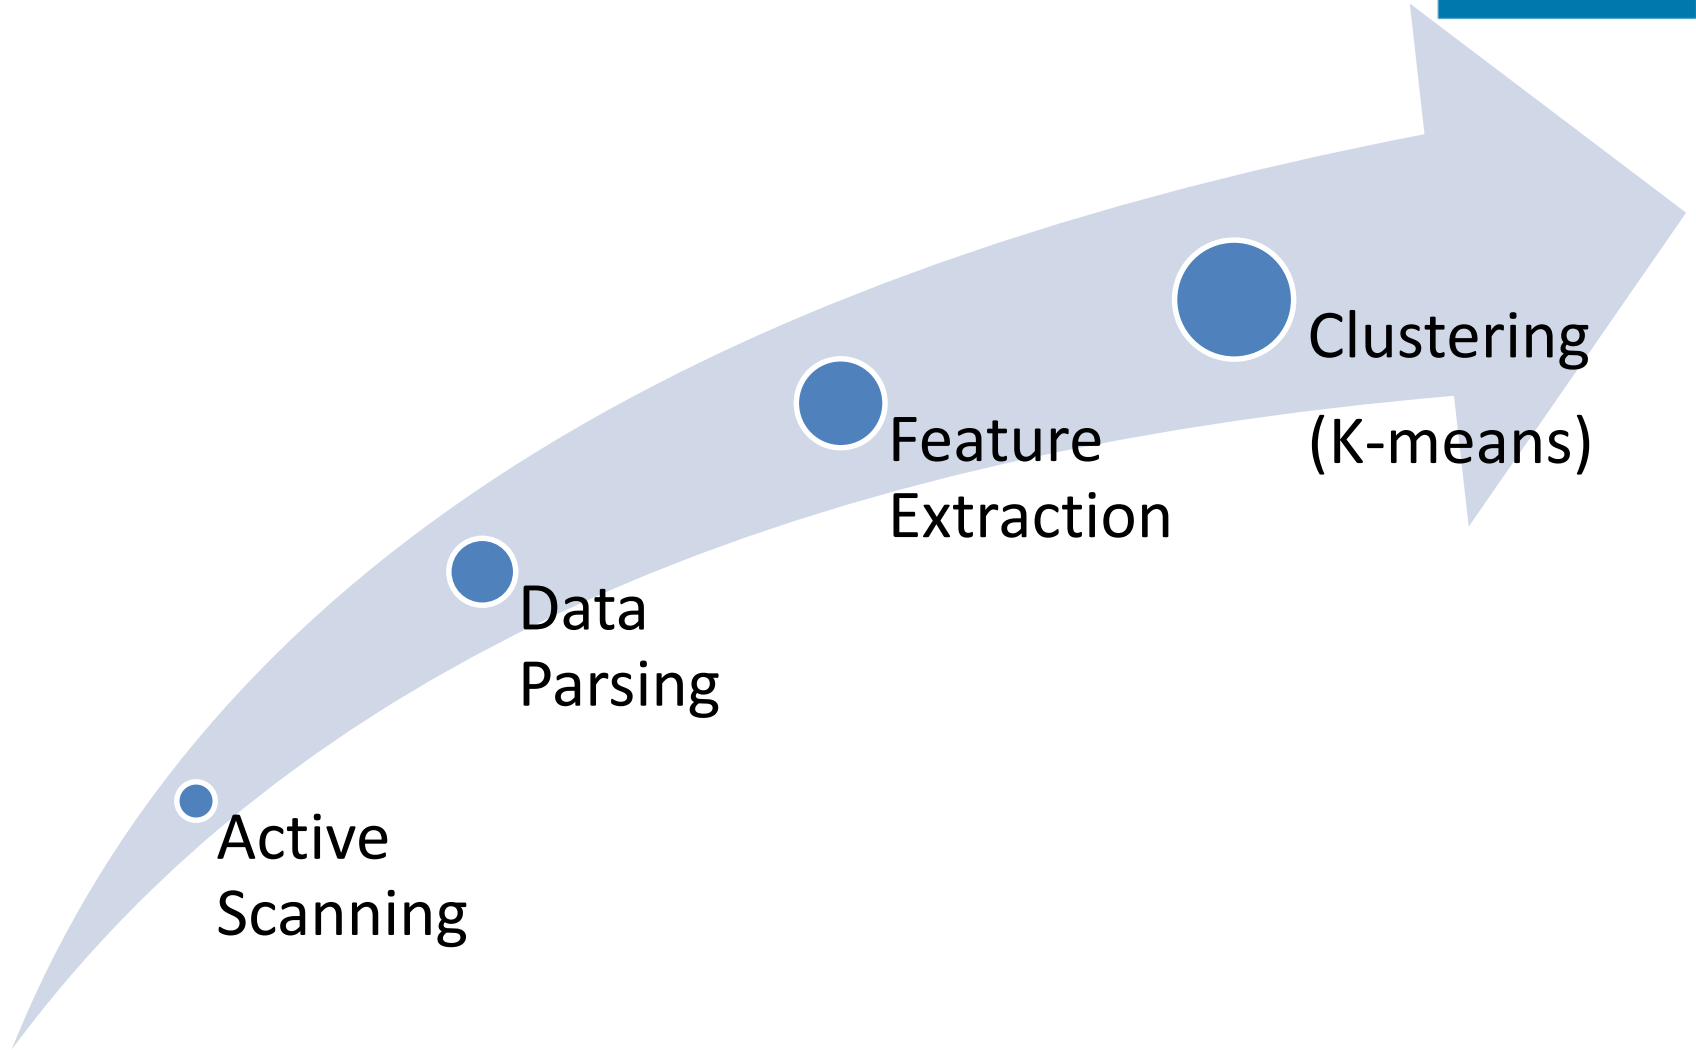 Active
Scanning
Data
Parsing
Feature
Extraction
Clustering
(K-means)